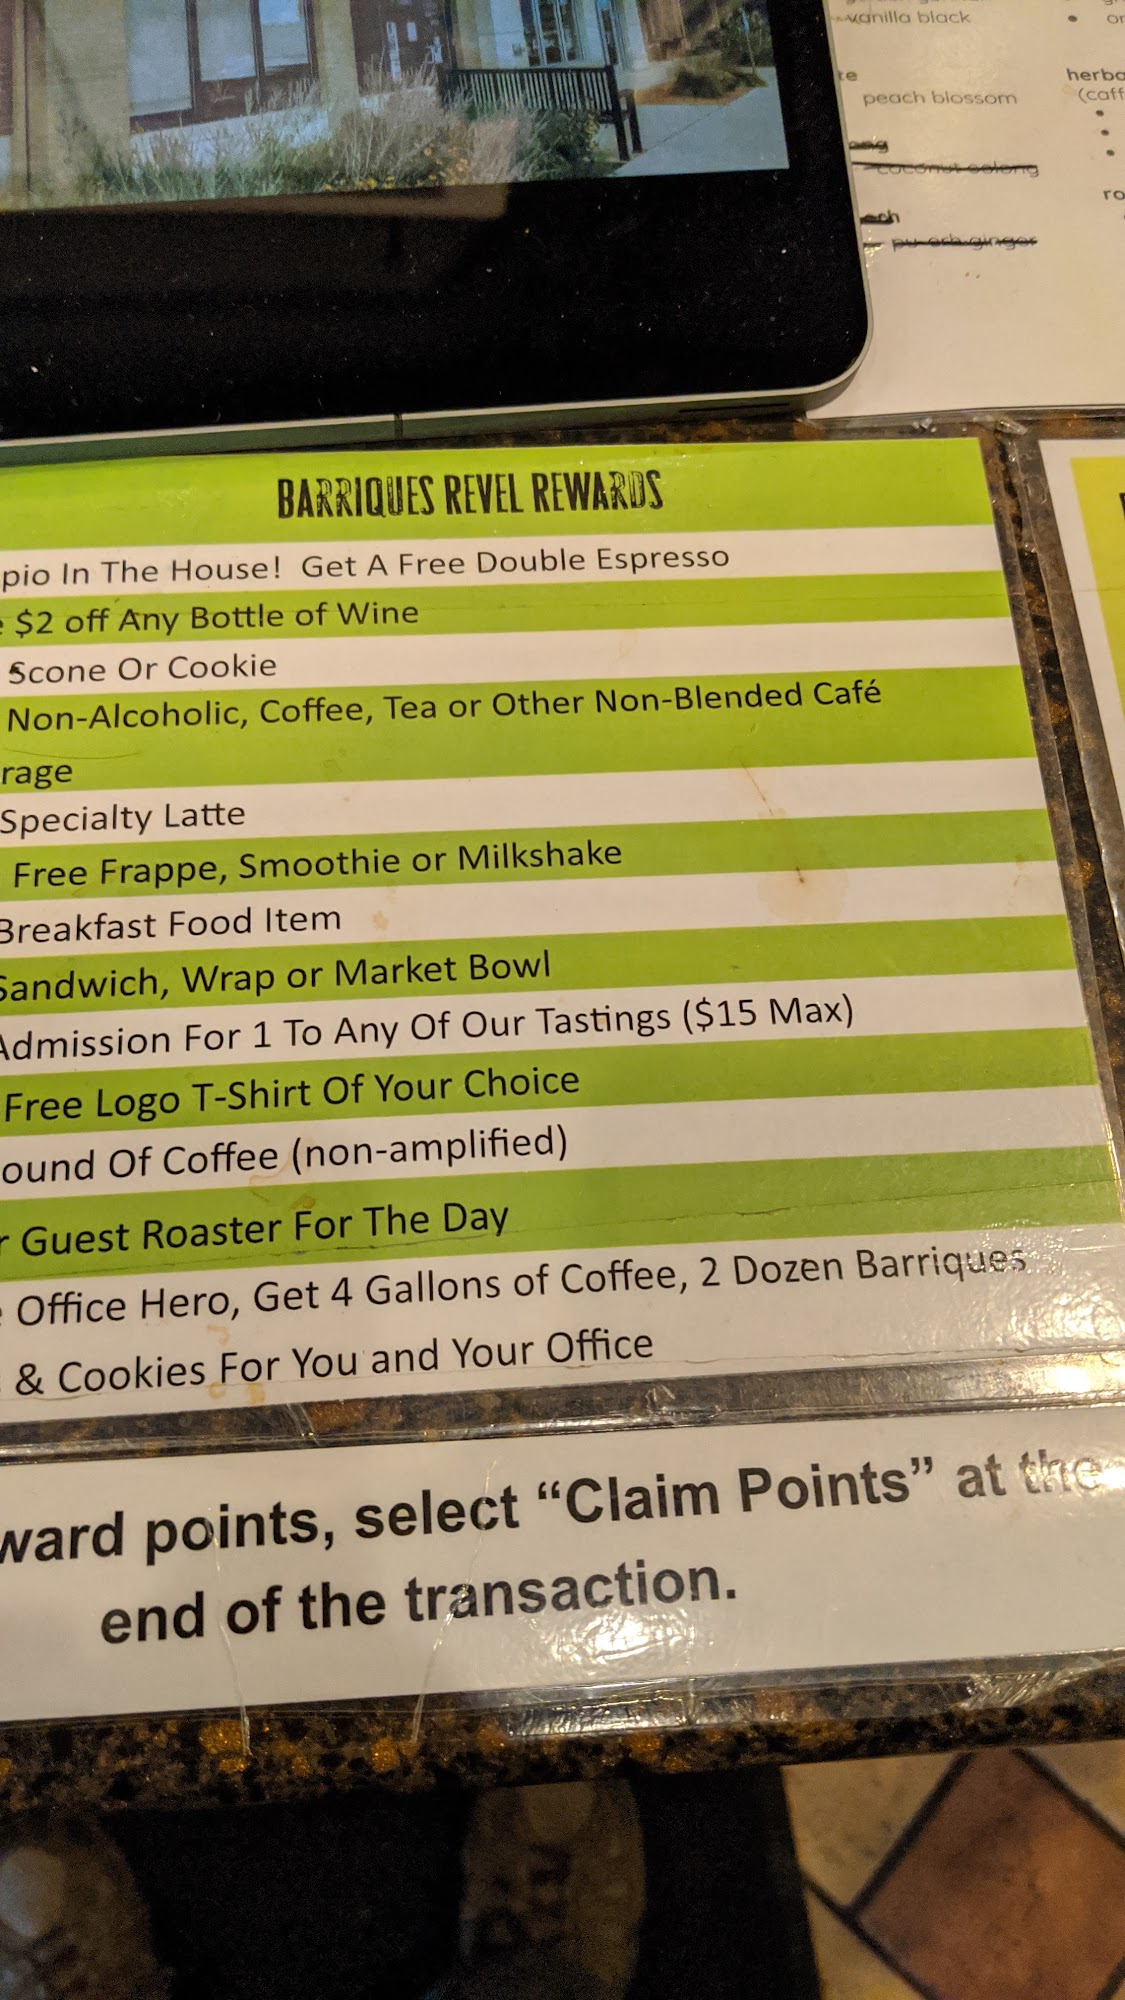 vanilla black
peach blossom
coconut oolong
pu-erh ginger
BARRIQUES REVEL REWARDS
pio In The House! Get A Free Double Espresso
$2 off Any Bottle of Wine
Scone Or Cookie
Non-Alcoholic, Coffee, Tea or Other Non-Blended Café
rage
Specialty Latte
Free Frappe, Smoothie or Milkshake
Breakfast Food Item
Sandwich, Wrap or Market Bowl
Admission For 1 To Any Of Our Tastings ($15 Max)
Free Logo T-Shirt Of Your Choice
ound Of Coffee (non-amplified)
r Guest Roaster For The Day
Office Hero, Get 4 Gallons of Coffee, 2 Dozen Barriques
& Cookies For You and Your Office
ward points, select “Claim Points” at the
end of the transaction.